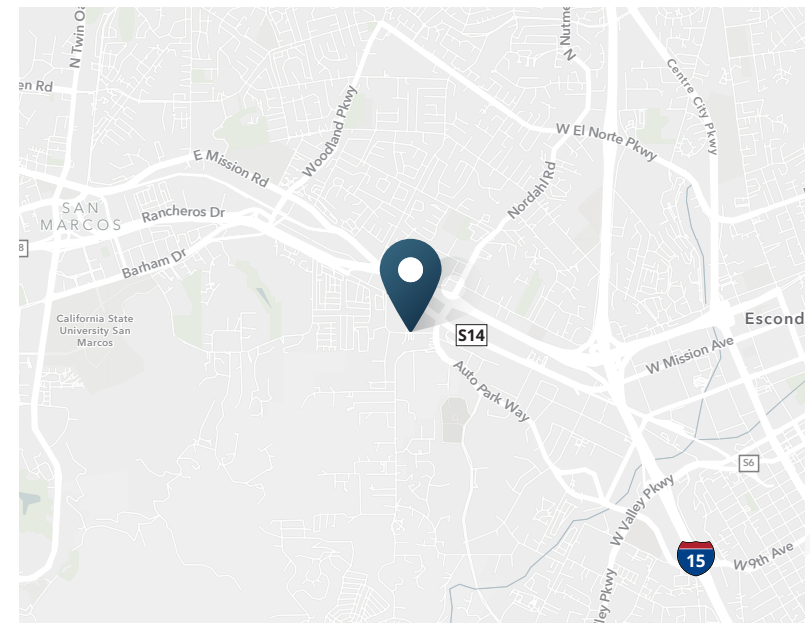 N Twin Oa
N Nutme
en Rd
Centre City Pkwy
Woodland Pkwy
W El Norte Pkwy
E Mission Rd
Nordahl Rd
SAN
MARCOS
Rancheros Dr
8
Barham Dr
California State
University San
Marcos
Escond
S14
W Mission Ave
Auto Park Way
S6
W Valley Pkwy
15
W 9th Ave
lley Pkwy